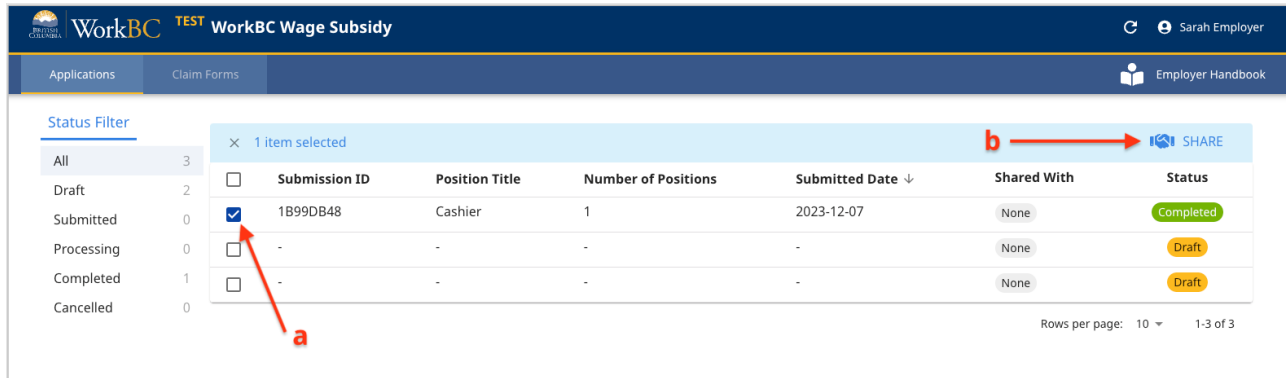 BRITISH COLUMBIA WorkBC TEST WorkBC Wage Subsidy Sarah Employer
Applications Claim Forms Employer Handbook
Status Filter
All 3
Draft 2
Submitted 0
Processing 0
Completed 1
Cancelled 0
1 item selected b SHARE
Submission ID Position Title Number of Positions Submitted Date Shared With Status
1B99DB48 Cashier 1 2023-12-07 None Completed
- - - - None Draft
- - - - None Draft
Rows per page: 10 1-3 of 3
a